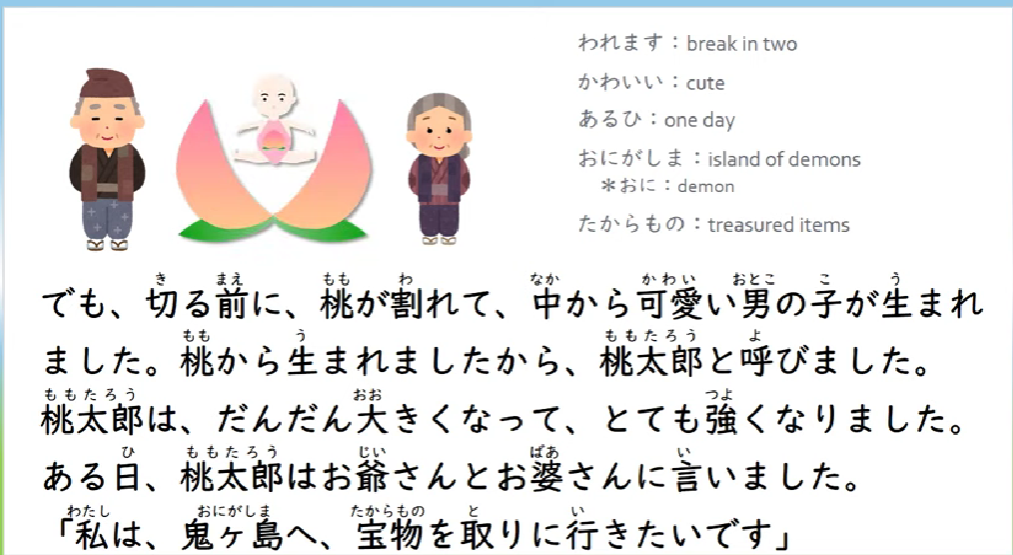 われます：break in two
かわいい：cute
あるひ：one day
おにがしま：island of demons
＊おに：demon
たからもの：treasured items
でも、切る前に、桃が割れて、中から可愛い男の子が生まれ
ました。桃から生まれましたから、桃太郎と呼びました。
桃太郎は、だんだん大きくなって、とても強くなりました。
ある日、桃太郎はお爺さんとお婆さんに言いました。
「私は、鬼ヶ島へ、宝物を取りに行きたいです」